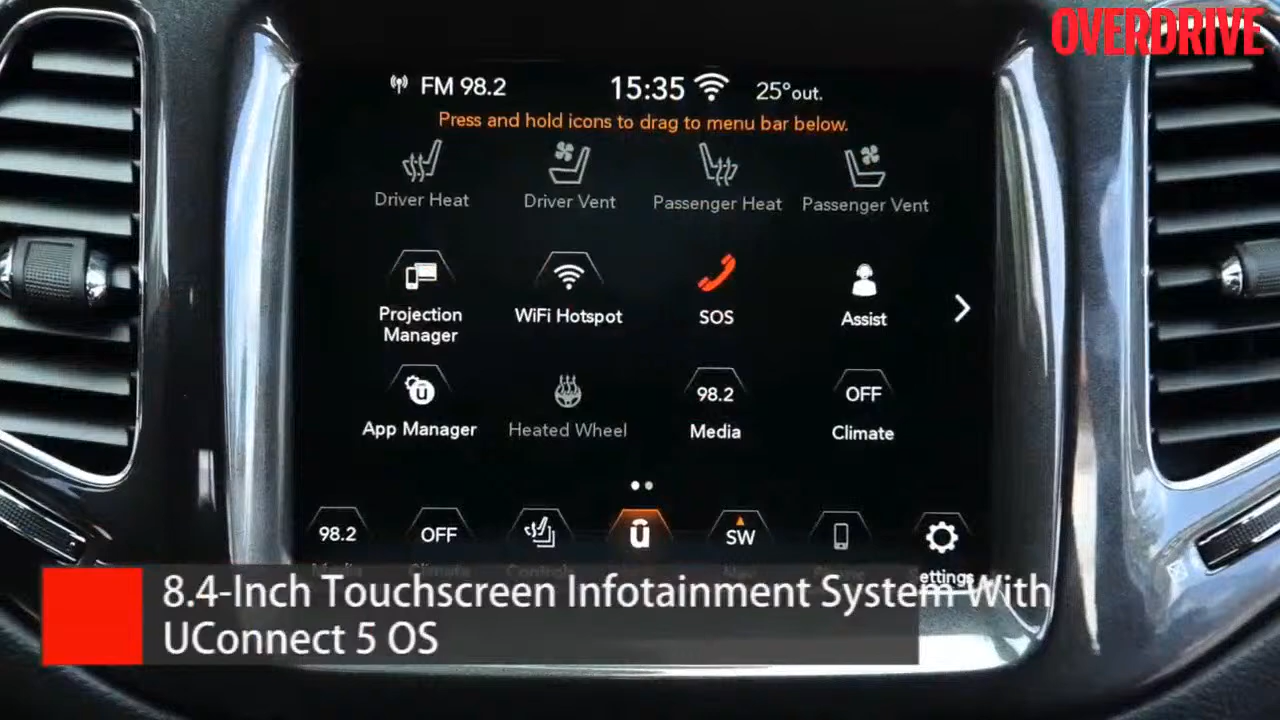 OVERDRIVE
FM 98.2 15:35 25°out.
Press and hold icons to drag to menu bar below.
Driver Heat Driver Vent Passenger Heat Passenger Vent
Projection Manager WiFi Hotspot SOS Assist
98.2 OFF
App Manager Heated Wheel Media Climate
98.2 OFF SW
ettings
8.4-Inch Touchscreen Infotainment System With
UConnect 5 OS